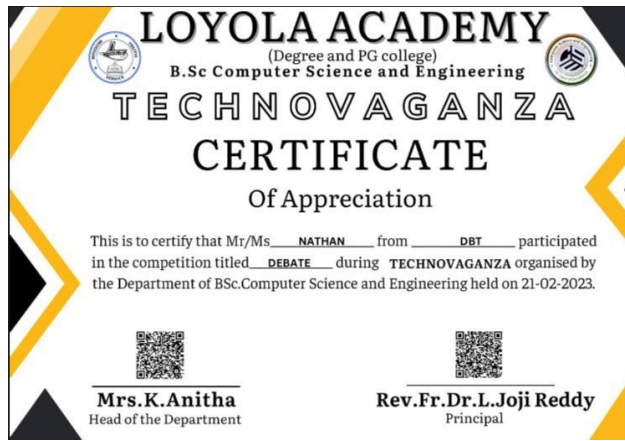 LOYOLA ACADEMY
(Degree and PG college)
B.Sc Computer Science and Engineering
TECHNOVAGANZA
CERTIFICATE
Of Appreciation
This is to certify that Mr/Ms NATHAN from DBT participated
in the competition titled DEBATE during TECHNOVAGANZA organised by
the Department of BSc.Computer Science and Engineering held on 21-02-2023.
Mrs.K.Anitha
Head of the Department
Rev.Fr.Dr.L.Joji Reddy
Principal